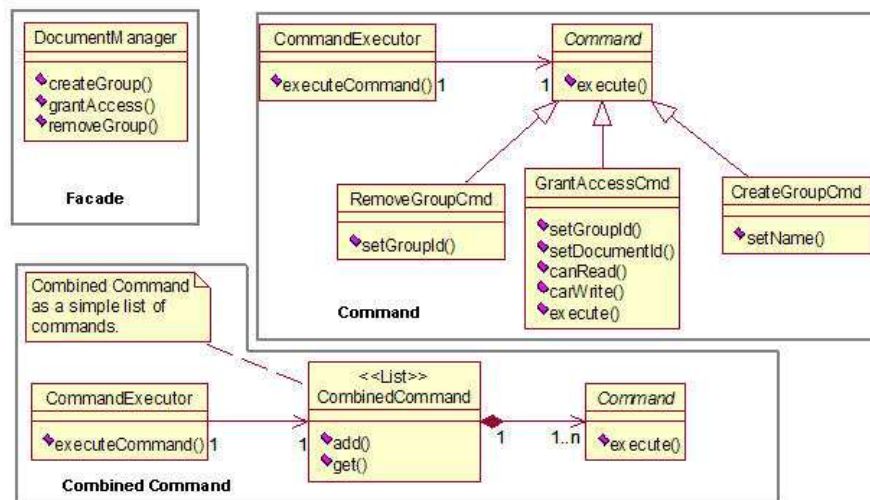 DocumentManager
createGroup()
grantAccess()
removeGroup()
Facade
CommandExecutor
executeCommand()
1
1
Command
execute()
RemoveGroupCmd
setGroupId()
GrantAccessCmd
setGroupId()
setDocumentId()
canRead()
carWrite()
execute()
CreateGroupCmd
setName()
Command
Combined Command
as a simple list of
commands.
CommandExecutor
executeCommand()
1
1
<<List>>
CombinedCommand
add()
get()
1
1..n
Command
execute()
Combined Command